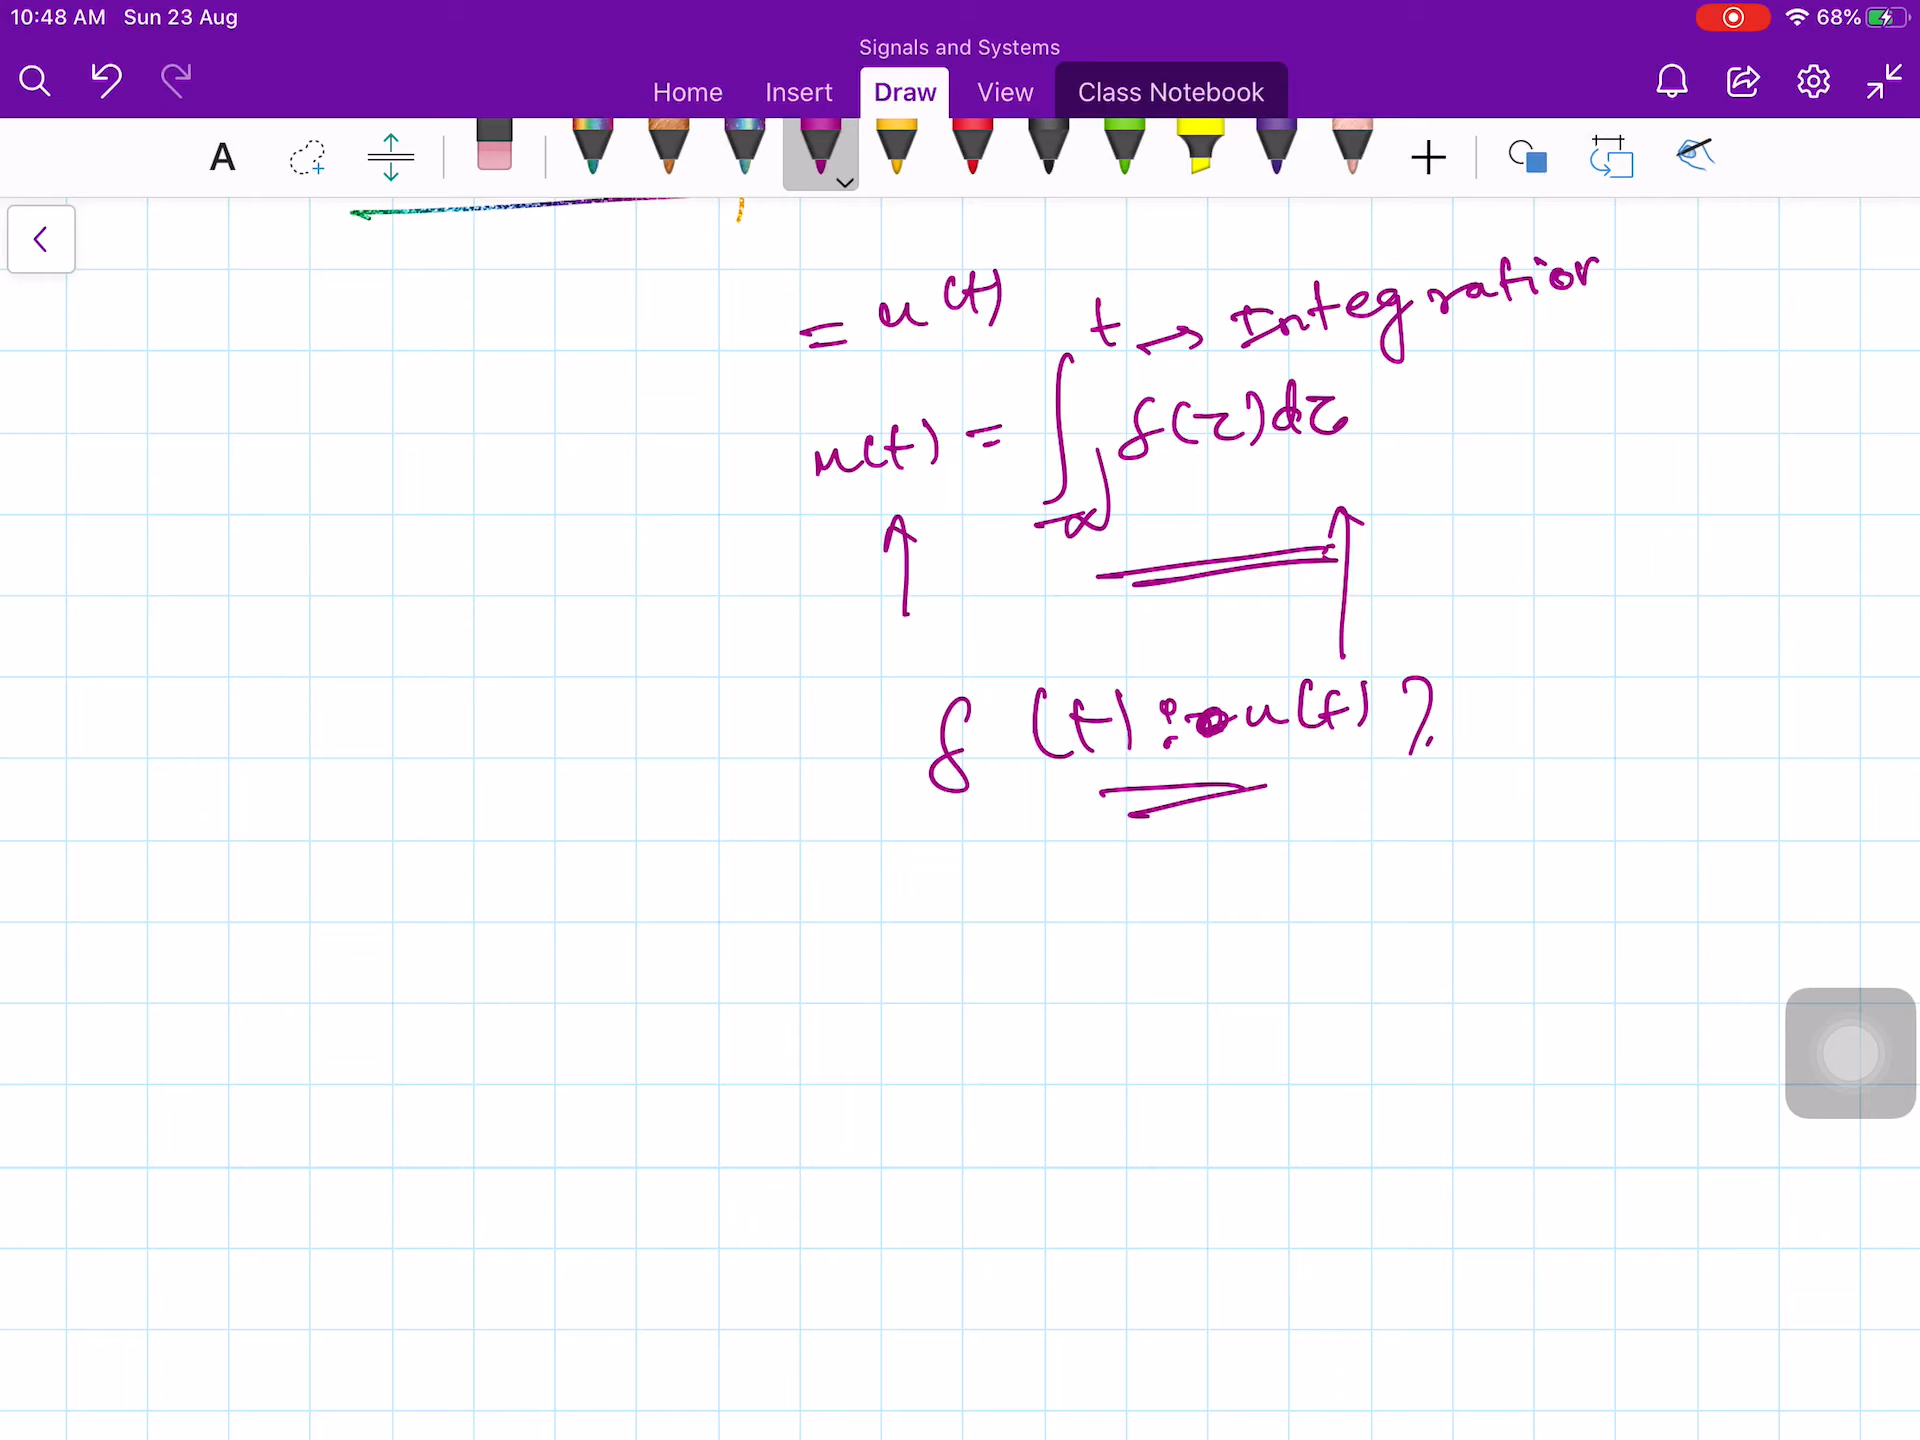 10:48 AM Sun 23 Aug 68%
Signals and Systems
Home Insert Draw View Class Notebook
A
= u(t) t → Integration
u(t) = ∫ f(τ)dτ
-∞
f (t) : u(t) ?